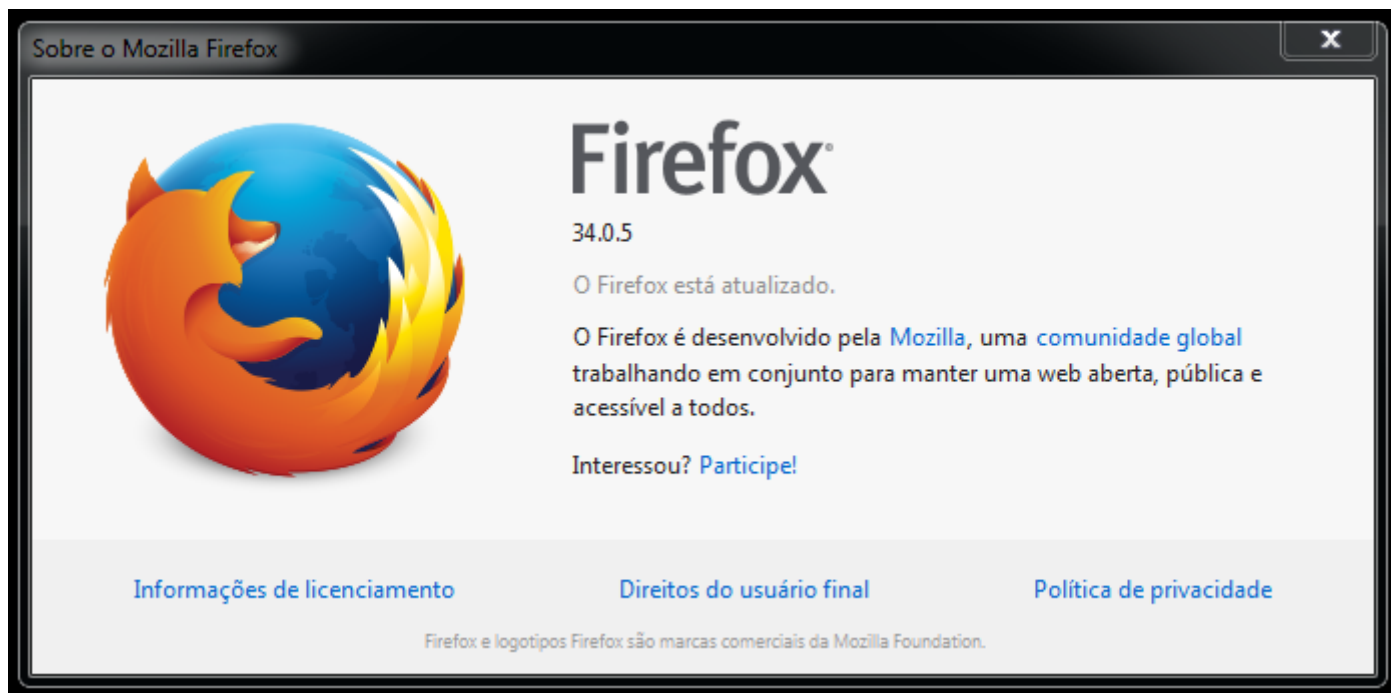 Sobre o Mozilla Firefox
Firefox®
34.0.5
O Firefox está atualizado.
O Firefox é desenvolvido pela Mozilla, uma comunidade global
trabalhando em conjunto para manter uma web aberta, pública e
acessível a todos.
Interessou? Participe!
Informações de licenciamento Direitos do usuário final Política de privacidade
Firefox e logotipos Firefox são marcas comerciais da Mozilla Foundation.